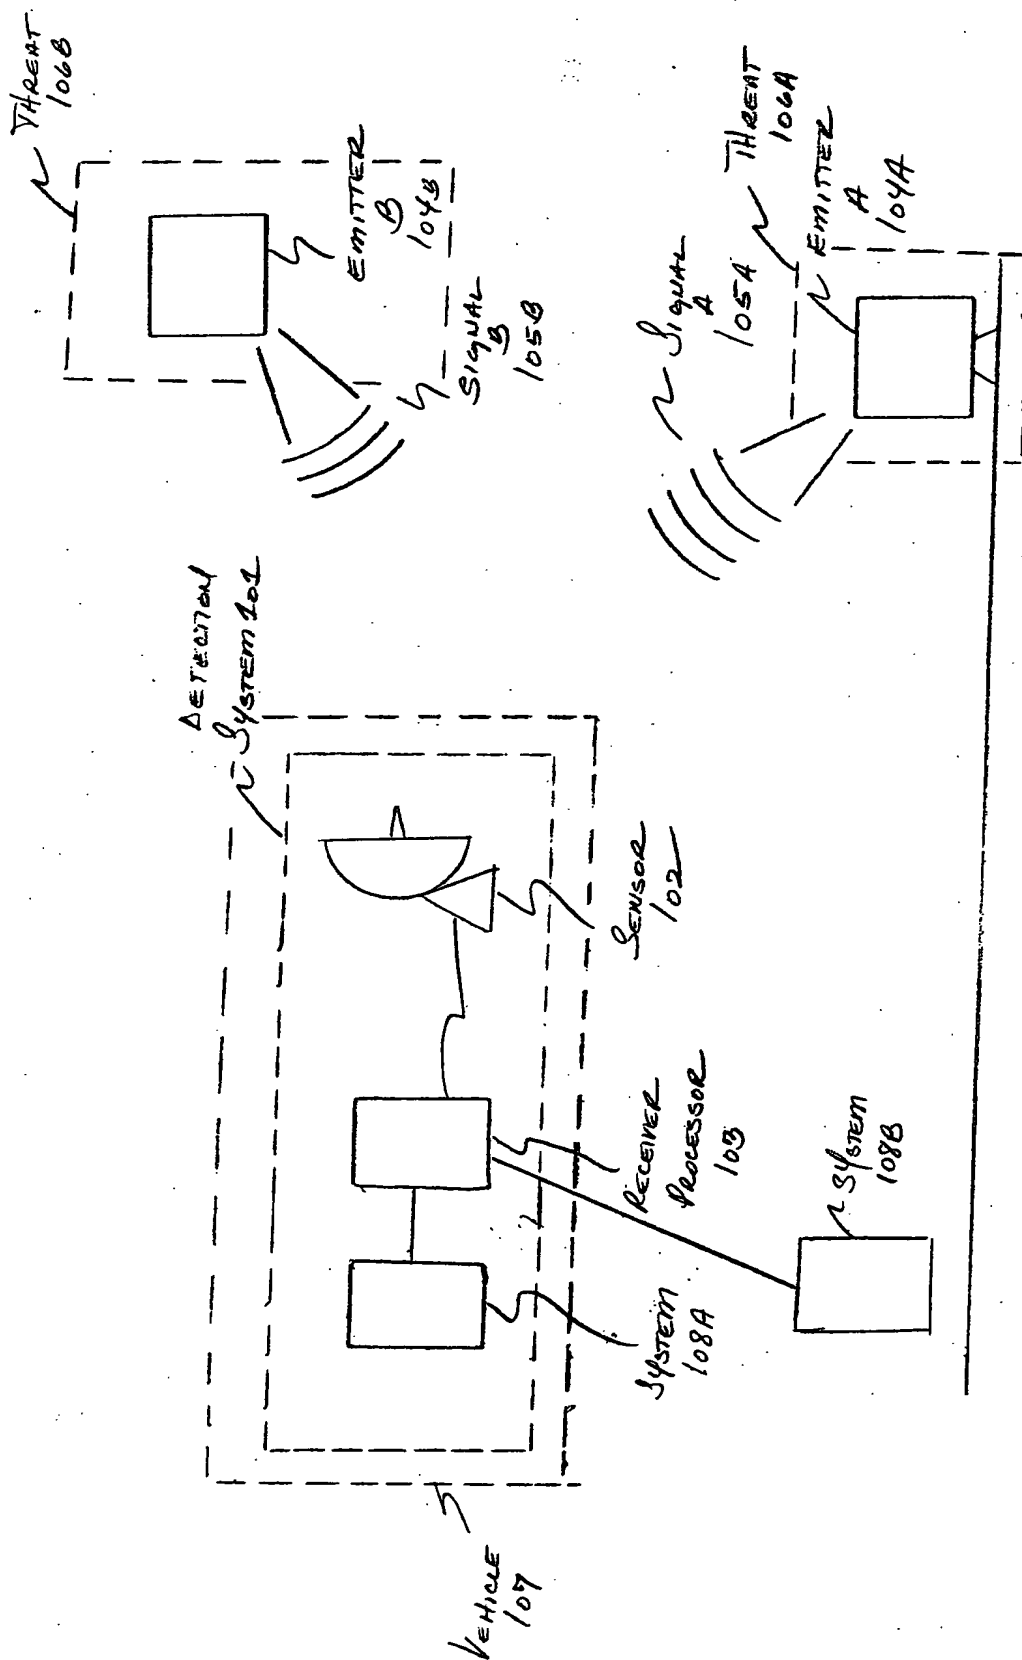 THREAT
106B
EMITTER
B
104B
SIGNAL
B
105B
DETECTION
SYSTEM 101
SENSOR
102
RECEIVER
PROCESSOR
103
SYSTEM
108A
VEHICLE
107
SYSTEM
108B
SIGNAL
A
105A
THREAT
106A
EMITTER
A
104A